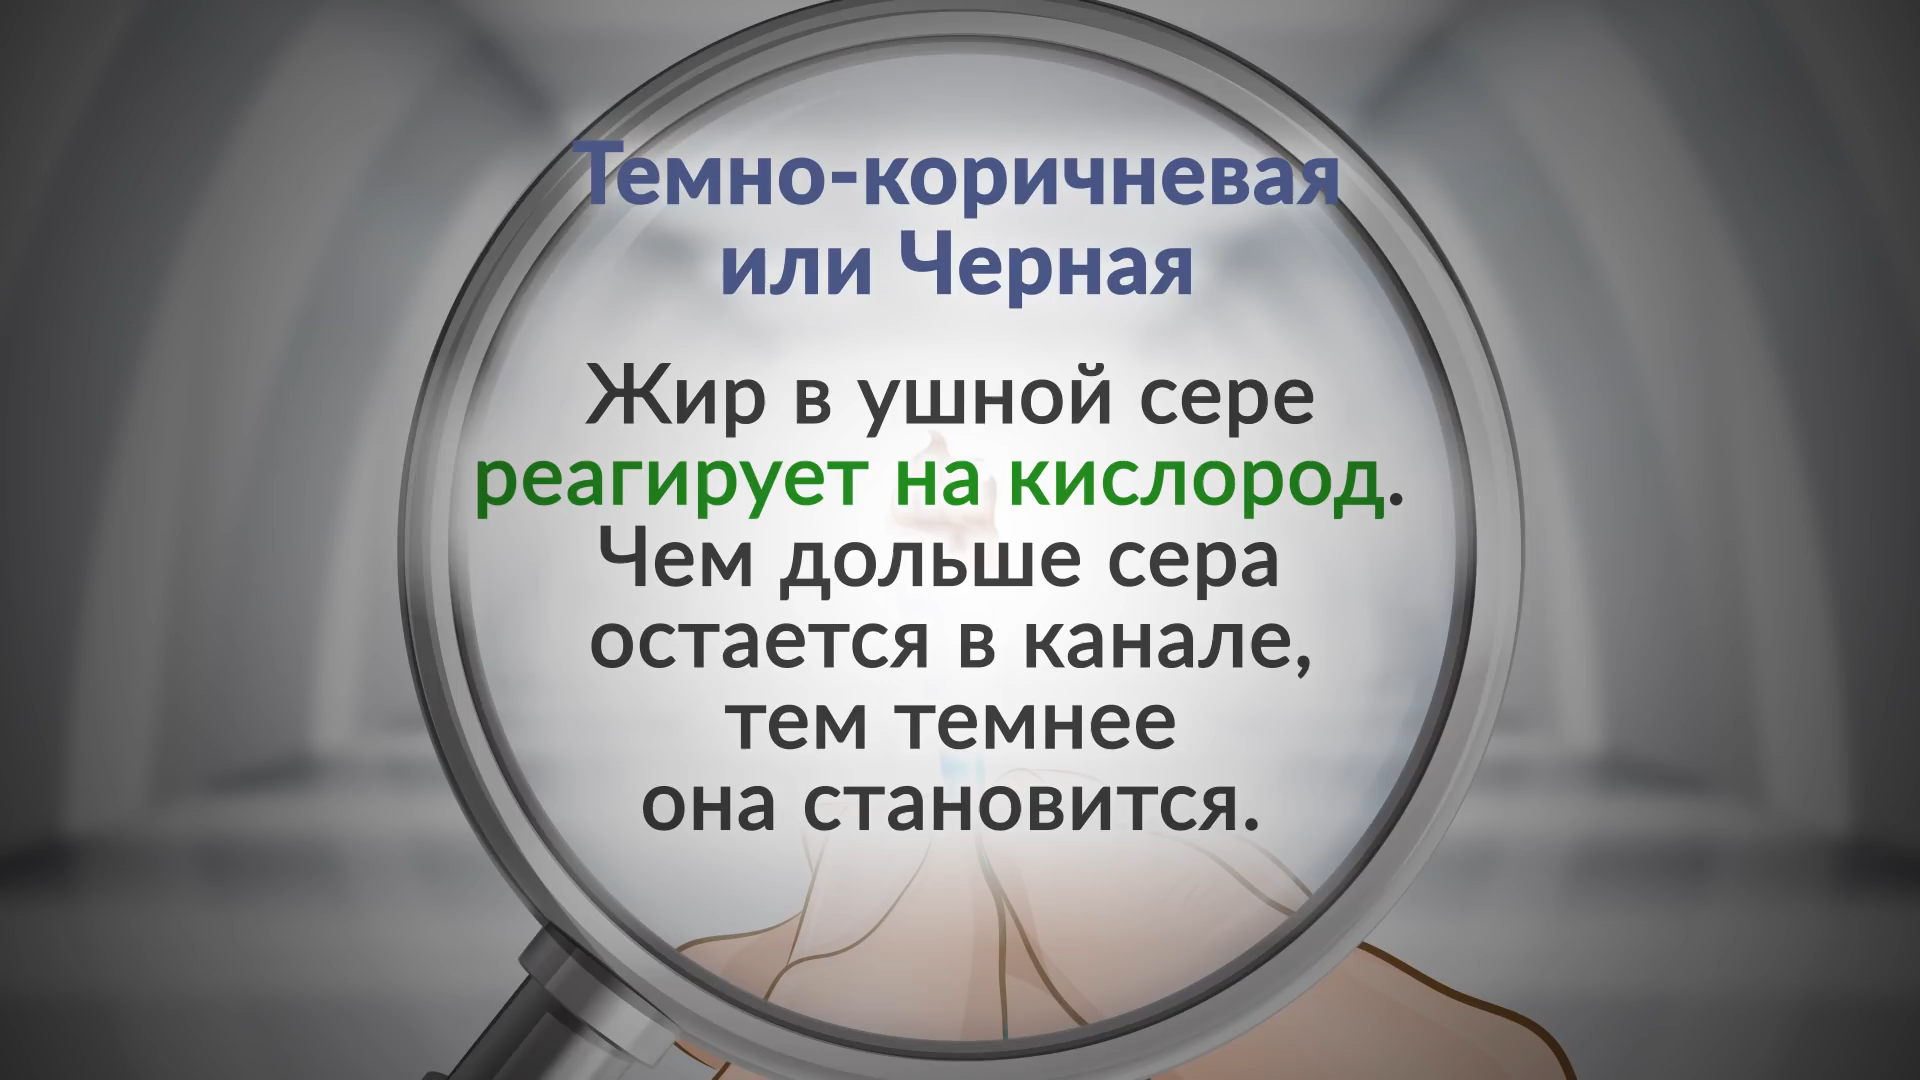 Темно-коричневая
или Черная
Жир в ушной сере
реагирует на кислород.
Чем дольше сера
остается в канале,
тем темнее
она становится.